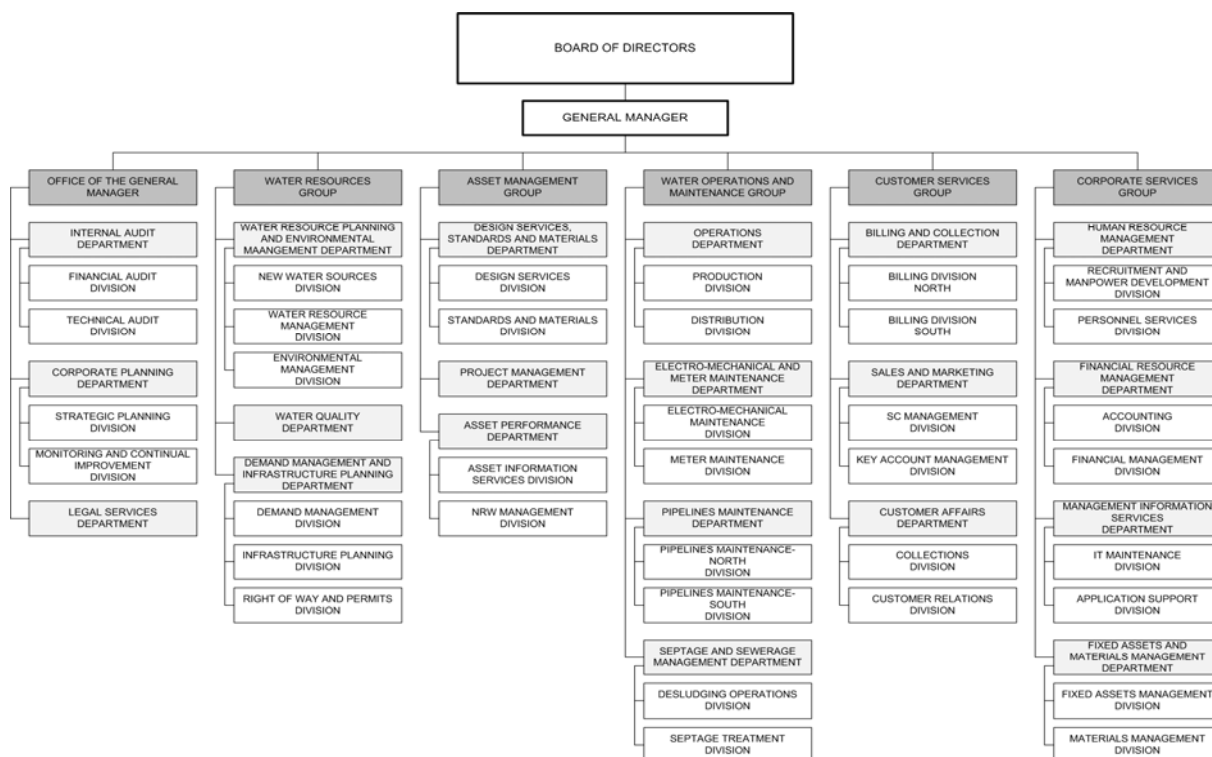 BOARD OF DIRECTORS
GENERAL MANAGER
OFFICE OF THE GENERAL
MANAGER
INTERNAL AUDIT
DEPARTMENT
FINANCIAL AUDIT
DIVISION
TECHNICAL AUDIT
DIVISION
CORPORATE PLANNING
DEPARTMENT
STRATEGIC PLANNING
DIVISION
MONITORING AND CONTINUAL
IMPROVEMENT
DIVISION
LEGAL SERVICES
DEPARTMENT
WATER RESOURCES
GROUP
WATER RESOURCE PLANNING
AND ENVIRONMENTAL
MAANGEMENT DEPARTMENT
NEW WATER SOURCES
DIVISION
WATER RESOURCE
MANAGEMENT
DIVISION
ENVIRONMENTAL
MANAGEMENT
DIVISION
WATER QUALITY
DEPARTMENT
DEMAND MANAGEMENT AND
INFRASTRUCTURE PLANNING
DEPARTMENT
DEMAND MANAGEMENT
DIVISION
INFRASTRUCTURE PLANNING
DIVISION
RIGHT OF WAY AND PERMITS
DIVISION
ASSET MANAGEMENT
GROUP
DESIGN SERVICES,
STANDARDS AND MATERIALS
DEPARTMENT
DESIGN SERVICES
DIVISION
STANDARDS AND MATERIALS
DIVISION
PROJECT MANAGEMENT
DEPARTMENT
ASSET PERFORMANCE
DEPARTMENT
ASSET INFORMATION
SERVICES DIVISION
NRW MANAGEMENT
DIVISION
WATER OPERATIONS AND
MAINTENANCE GROUP
OPERATIONS
DEPARTMENT
PRODUCTION
DIVISION
DISTRIBUTION
DIVISION
ELECTRO-MECHANICAL AND
METER MAINTENANCE
DEPARTMENT
ELECTRO-MECHANICAL
MAINTENANCE
DIVISION
METER MAINTENANCE
DIVISION
PIPELINES MAINTENANCE
DEPARTMENT
PIPELINES MAINTENANCE-
NORTH
DIVISION
PIPELINES MAINTENANCE-
SOUTH
DIVISION
SEPTAGE AND SEWERAGE
MANAGEMENT DEPARTMENT
DESLUDGING OPERATIONS
DIVISION
SEPTAGE TREATMENT
DIVISION
CUSTOMER SERVICES
GROUP
BILLING AND COLLECTION
DEPARTMENT
BILLING DIVISION
NORTH
BILLING DIVISION
SOUTH
SALES AND MARKETING
DEPARTMENT
SC MANAGEMENT
DIVISION
KEY ACCOUNT MANAGEMENT
DIVISION
CUSTOMER AFFAIRS
DEPARTMENT
COLLECTIONS
DIVISION
CUSTOMER RELATIONS
DIVISION
CORPORATE SERVICES
GROUP
HUMAN RESOURCE
MANAGEMENT
DEPARTMENT
RECRUITMENT AND
MANPOWER DEVELOPMENT
DIVISION
PERSONNEL SERVICES
DIVISION
FINANCIAL RESOURCE
MANAGEMENT
DEPARTMENT
ACCOUNTING
DIVISION
FINANCIAL MANAGEMENT
DIVISION
MANAGEMENT INFORMATION
SERVICES
DEPARTMENT
IT MAINTENANCE
DIVISION
APPLICATION SUPPORT
DIVISION
FIXED ASSETS AND
MATERIALS MANAGEMENT
DEPARTMENT
FIXED ASSETS MANAGEMENT
DIVISION
MATERIALS MANAGEMENT
DIVISION